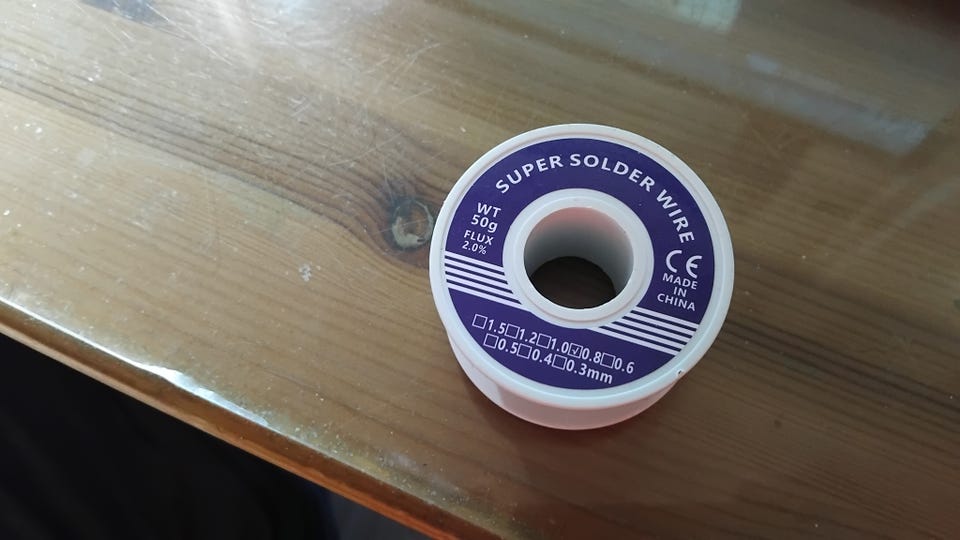 SUPER SOLDER WIRE
WT
50g
FLUX
2.0%
CE
MADE
IN
CHINA
☐1.5☐1.2☐1.0☑0.8☐0.6
☐0.5☐0.4☐0.3mm